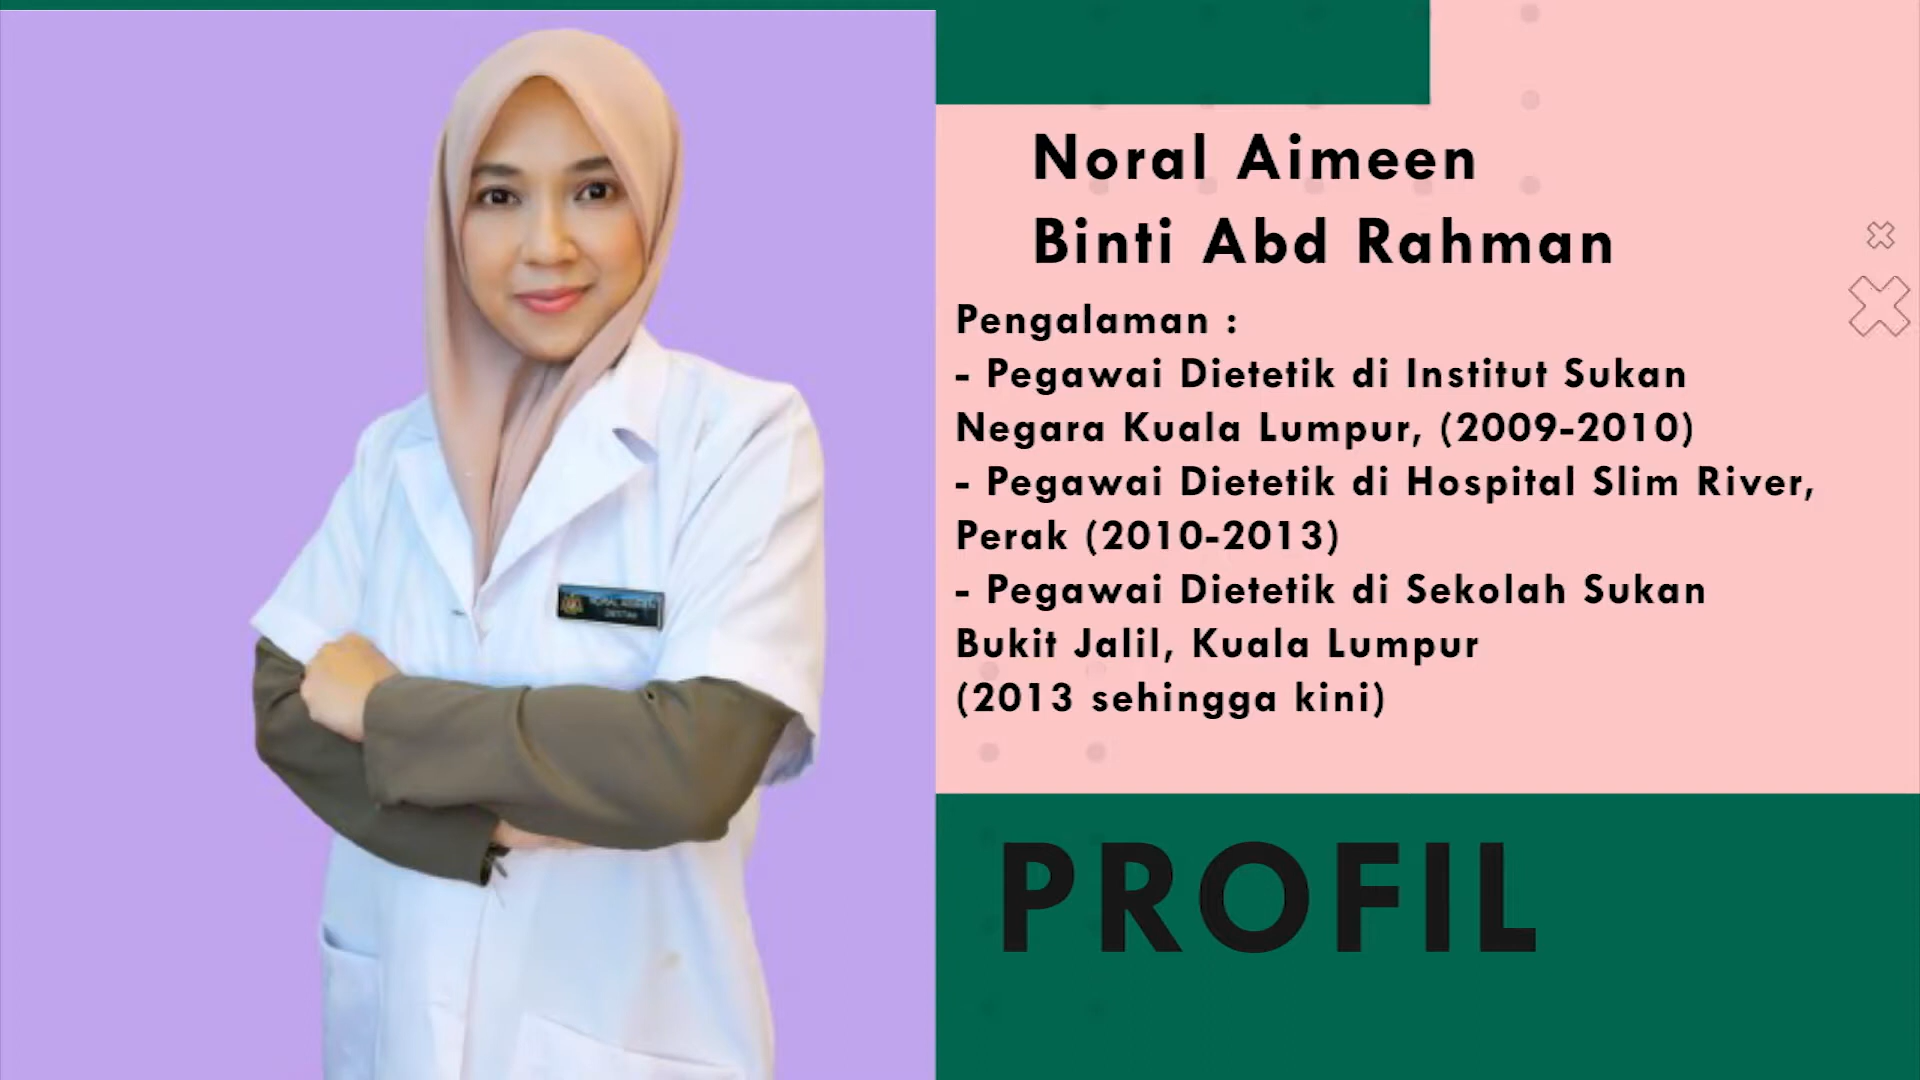 Noral Aimeen
Binti Abd Rahman
Pengalaman :
- Pegawai Dietetik di Institut Sukan
Negara Kuala Lumpur, (2009-2010)
- Pegawai Dietetik di Hospital Slim River,
Perak (2010-2013)
- Pegawai Dietetik di Sekolah Sukan
Bukit Jalil, Kuala Lumpur
(2013 sehingga kini)
PROFIL